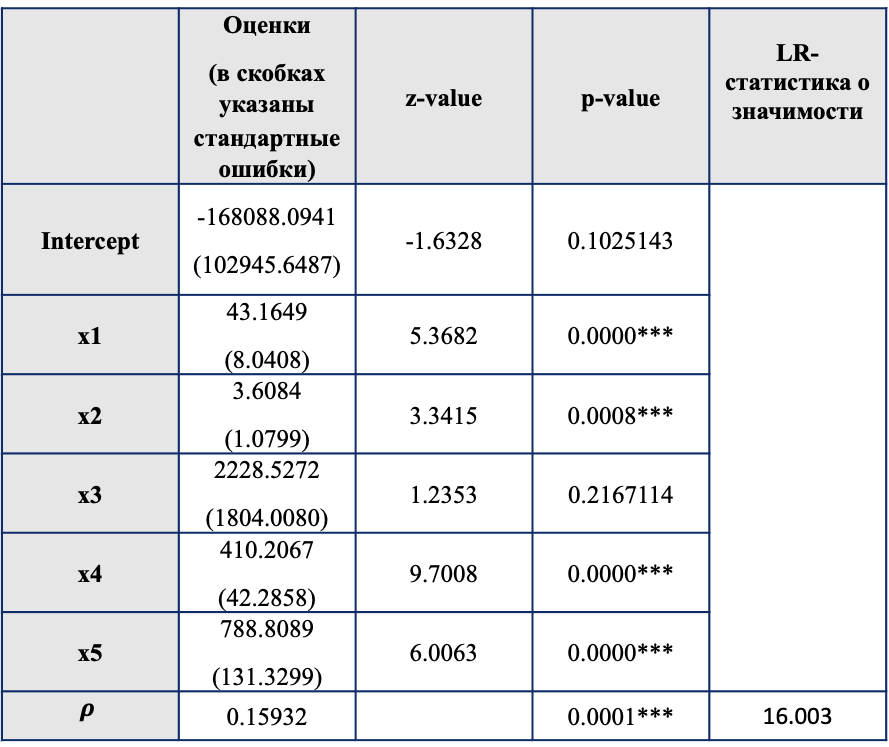 Оценки
(в скобках
указаны
стандартные
ошибки)
z-value
p-value
LR-
статистика о
значимости
Intercept
-168088.0941
(102945.6487)
-1.6328
0.1025143
x1
43.1649
(8.0408)
5.3682
0.0000***
x2
3.6084
(1.0799)
3.3415
0.0008***
x3
2228.5272
(1804.0080)
1.2353
0.2167114
x4
410.2067
(42.2858)
9.7008
0.0000***
x5
788.8089
(131.3299)
6.0063
0.0000***
ρ
0.15932
0.0001***
16.003